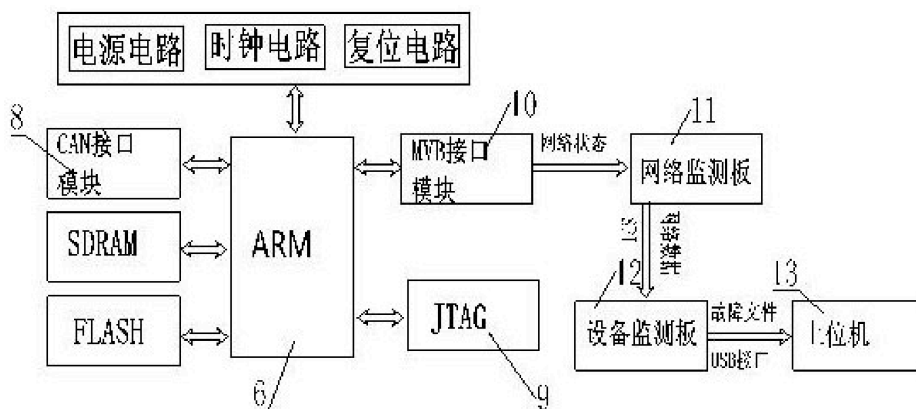 电源电路 时钟电路 复位电路
8
CAN接口
模块
SDRAM
FLASH
ARM
6
10
MVB接口
模块
JTAG
9
网络状态
11
网络监测板
12
设备监测板
故障文件
USB接口
13
上位机